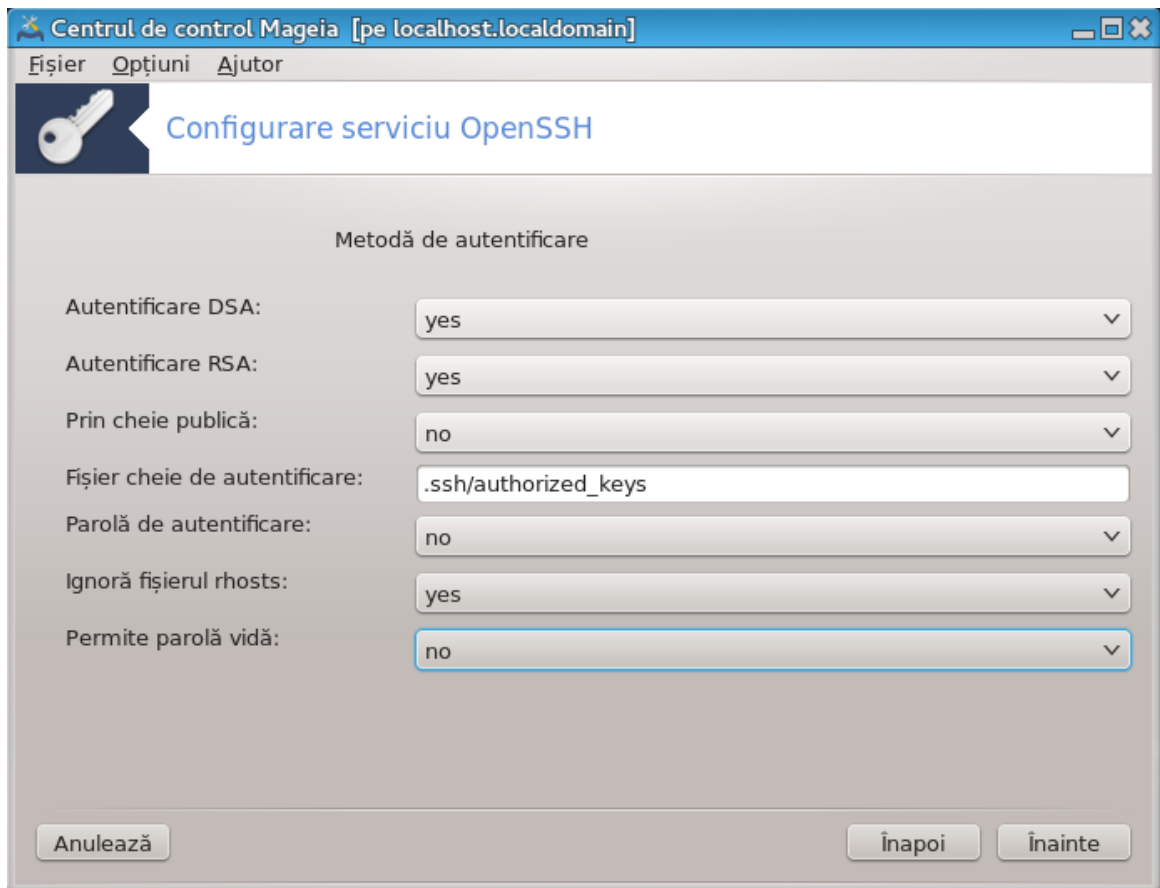 Centrul de control Mageia [pe localhost.localdomain]
Fișier Opțiuni Ajutor
Configurare serviciu OpenSSH
Metodă de autentificare
Autentificare DSA: yes
Autentificare RSA: yes
Prin cheie publică: no
Fișier cheie de autentificare: .ssh/authorized_keys
Parolă de autentificare: no
Ignoră fișierul rhosts: yes
Permite parolă vidă: no
Anulează Înapoi Înainte